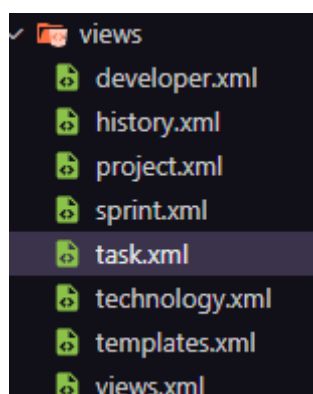 views
developer.xml
history.xml
project.xml
sprint.xml
task.xml
technology.xml
templates.xml
views.xml